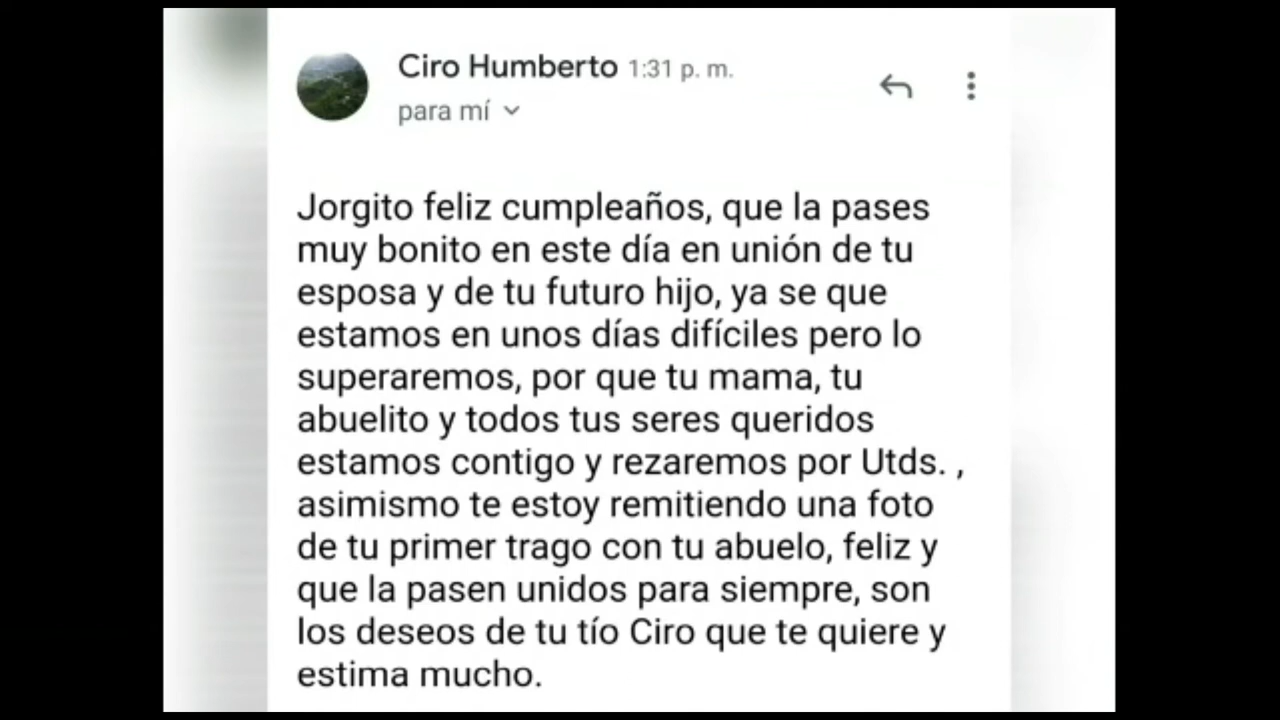 Ciro Humberto 1:31 p. m.
para mí
Jorgito feliz cumpleaños, que la pases
muy bonito en este día en unión de tu
esposa y de tu futuro hijo, ya se que
estamos en unos días difíciles pero lo
superaremos, por que tu mama, tu
abuelito y todos tus seres queridos
estamos contigo y rezaremos por Utds. ,
asimismo te estoy remitiendo una foto
de tu primer trago con tu abuelo, feliz y
que la pasen unidos para siempre, son
los deseos de tu tío Ciro que te quiere y
estima mucho.